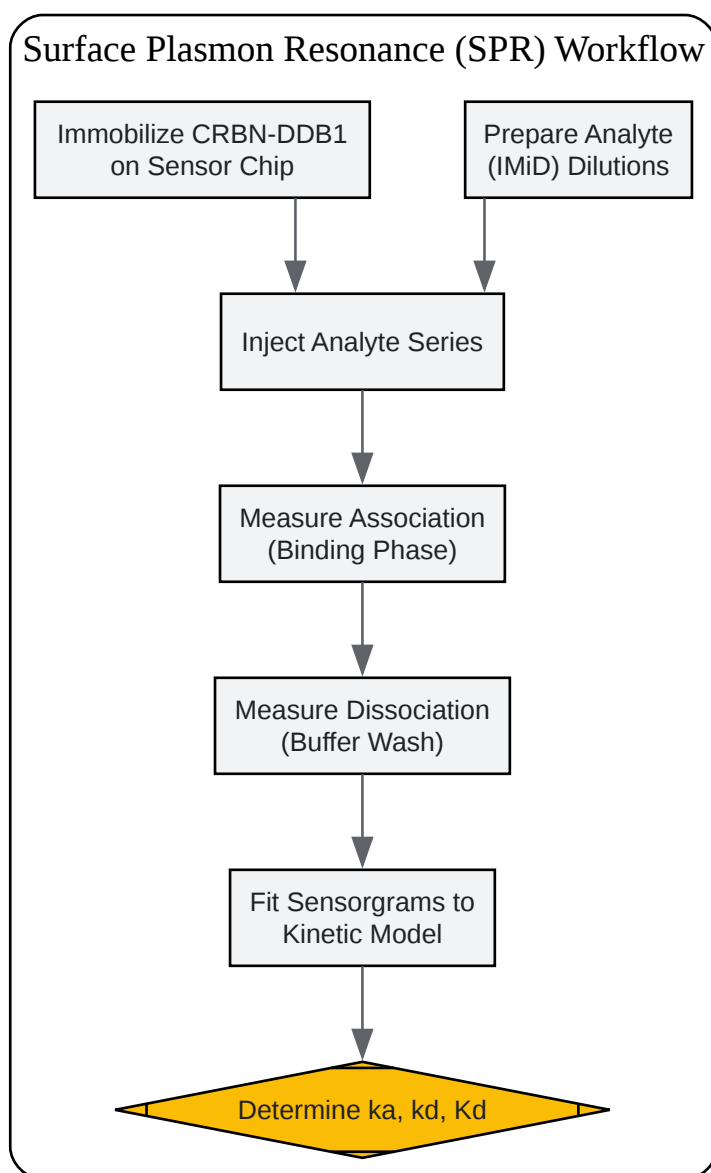 Surface Plasmon Resonance (SPR) Workflow
Immobilize CRBN-DDB1
on Sensor Chip
Prepare Analyte
(IMiD) Dilutions
Inject Analyte Series
Measure Association
(Binding Phase)
Measure Dissociation
(Buffer Wash)
Fit Sensorgrams to
Kinetic Model
Determine ka, kd, Kd